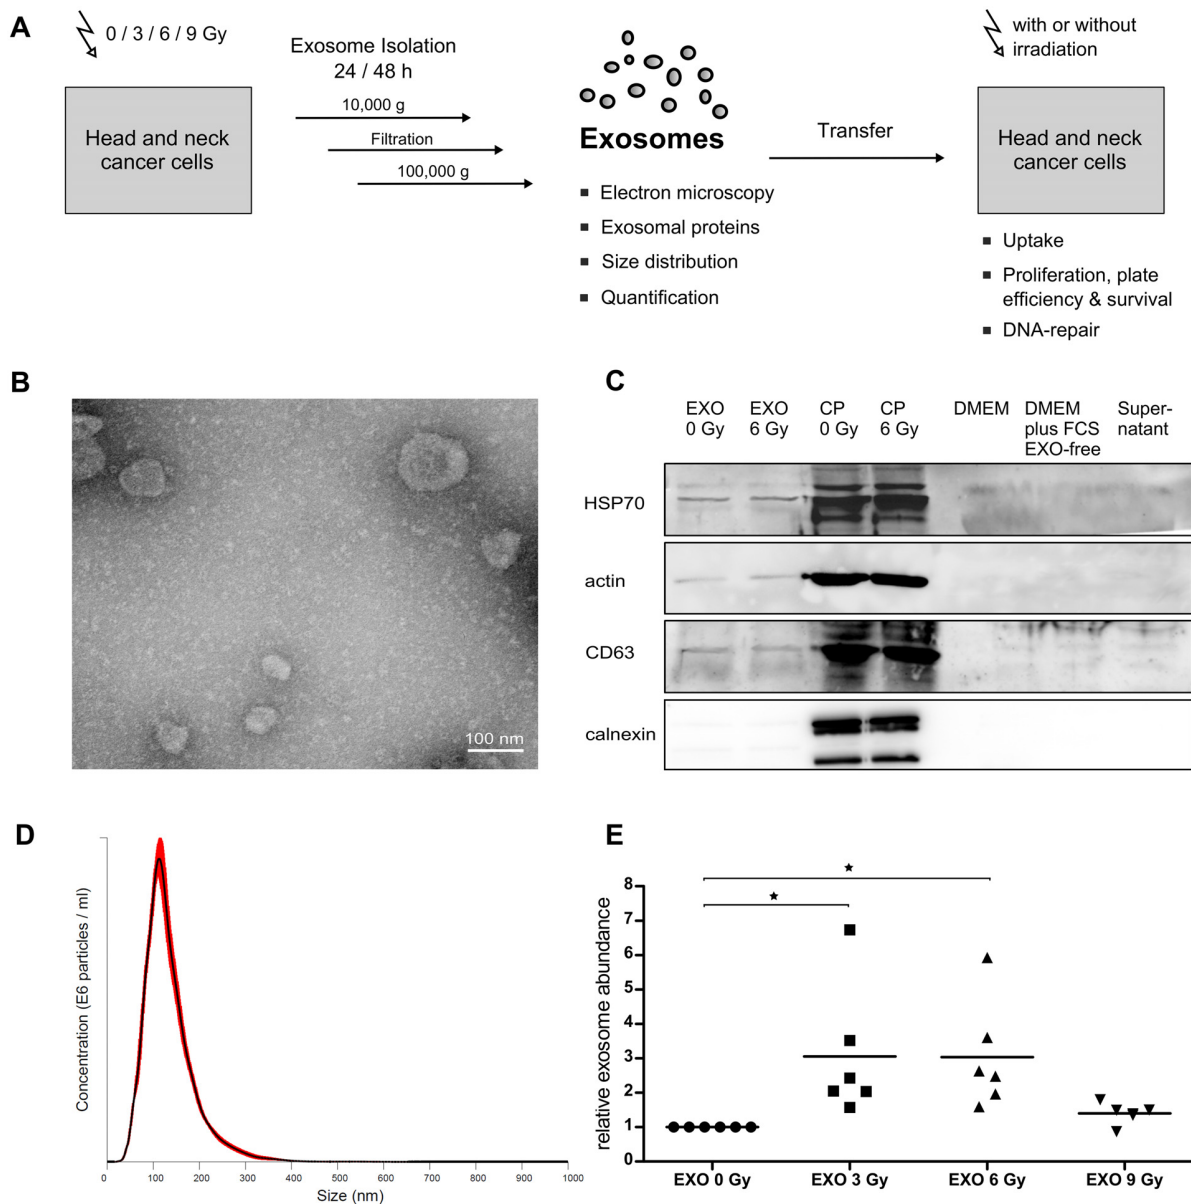 A
0 / 3 / 6 / 9 Gy
Head and neck
cancer cells
Exosome Isolation
24 / 48 h
10,000 g
Filtration
100,000 g
Exosomes
■ Electron microscopy
■ Exosomal proteins
■ Size distribution
■ Quantification
Transfer
with or without
irradiation
Head and neck
cancer cells
■ Uptake
■ Proliferation, plate
efficiency & survival
■ DNA-repair
B
100 nm
C
EXO
0 Gy
EXO
6 Gy
CP
0 Gy
CP
6 Gy
DMEM
DMEM
plus FCS
EXO-free
Super-
natant
HSP70
actin
CD63
calnexin
D
Concentration (E6 particles / ml)
0 100 200 300 400 500 600 700 800 900 1000
Size (nm)
E
relative exosome abundance
8
7
6
5
4
3
2
1
0
EXO 0 Gy EXO 3 Gy EXO 6 Gy EXO 9 Gy